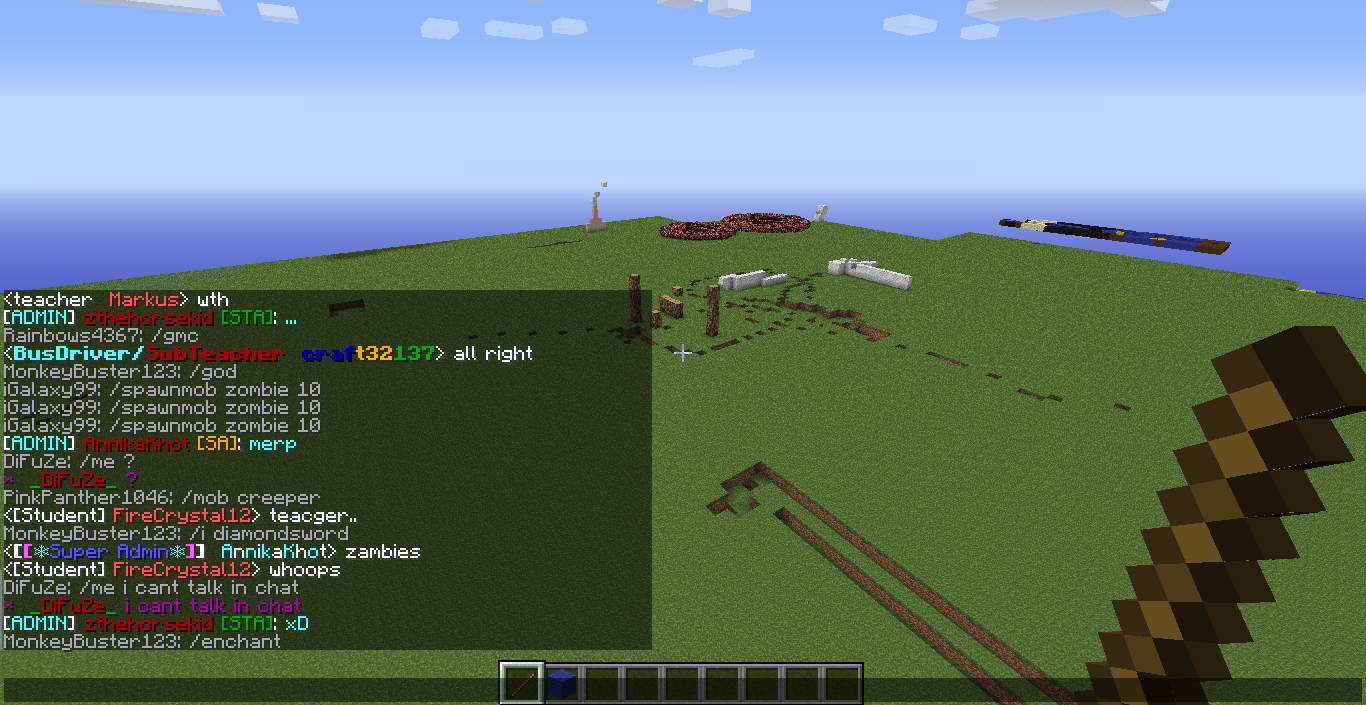 <teacher Markus> wth
[ADMIN] zthehorsekid [STA]: ...
Rainbows4367: /gmc
<BusDriver/SubTeacher craft32137> all right
MonkeyBuster123: /god
iGalaxy99: /spawnmob zombie 10
iGalaxy99: /spawnmob zombie 10
iGalaxy99: /spawnmob zombie 10
[ADMIN] AnnikaKhot [SA]: merp
DiFuZe: /me ?
* _DiFuZe_ ?
PinkPanther1046: /mob creeper
<[Student] FireCrystal12> teacger..
MonkeyBuster123: /i diamondsword
<[[*Super Admin*]] AnnikaKhot> zambies
<[Student] FireCrystal12> whoops
DiFuZe: /me i cant talk in chat
* _DiFuZe_ i cant talk in chat
[ADMIN] zthehorsekid [STA]: xD
MonkeyBuster123: /enchant